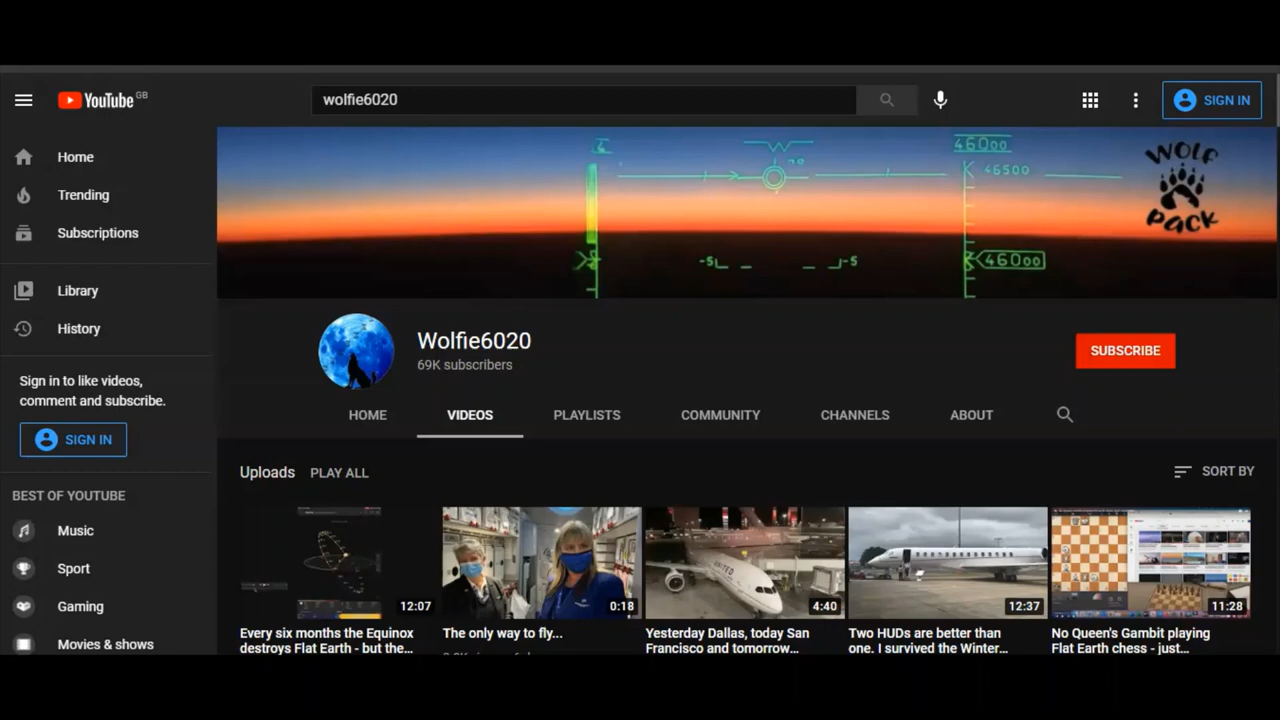 YouTube GB
wolfie6020
SIGN IN
Home
Trending
Subscriptions
Library
History
Sign in to like videos,
comment and subscribe.
SIGN IN
BEST OF YOUTUBE
Music
Sport
Gaming
Movies & shows
46000
46500
-5 -5
46000
WOLF
PACK
Wolfie6020
69K subscribers
SUBSCRIBE
HOME VIDEOS PLAYLISTS COMMUNITY CHANNELS ABOUT
Uploads PLAY ALL SORT BY
12:07
Every six months the Equinox
destroys Flat Earth - but the...
0:18
The only way to fly...
UNITED
4:40
Yesterday Dallas, today San
Francisco and tomorrow...
12:37
Two HUDs are better than
one. I survived the Winter...
11:28
No Queen's Gambit playing
Flat Earth chess - just...